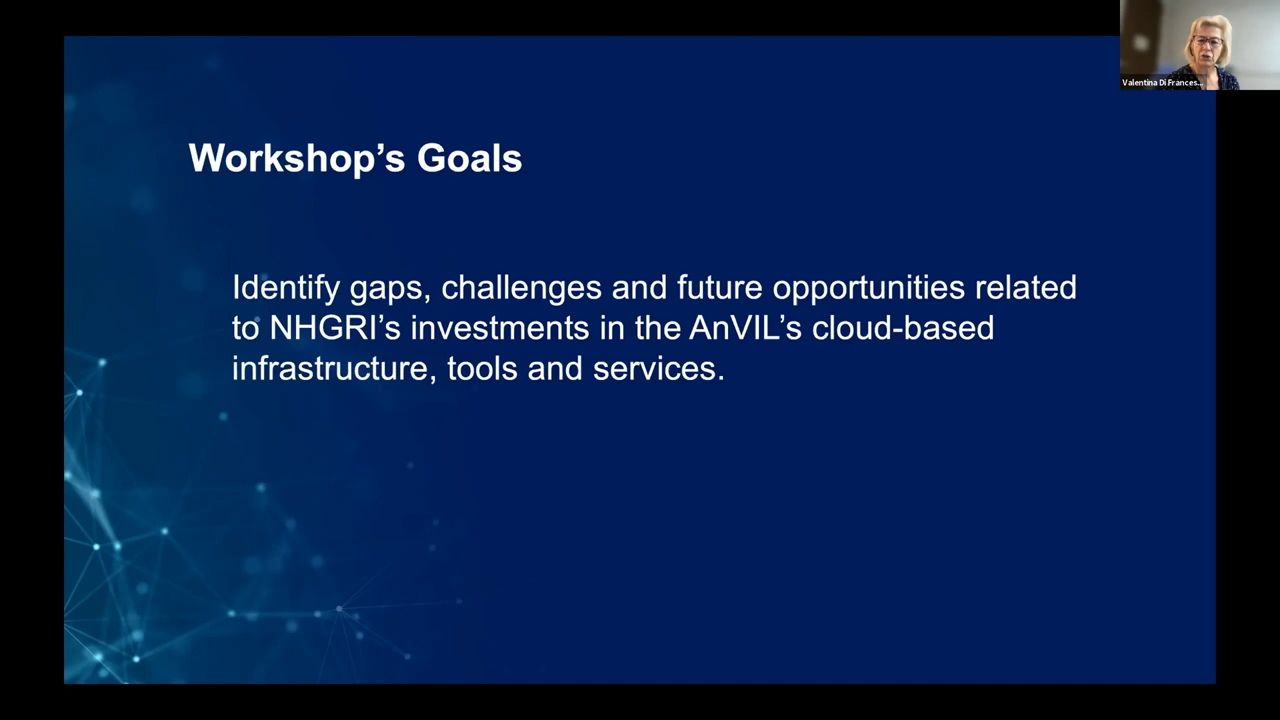 Valentina Di Frances...
Workshop’s Goals
Identify gaps, challenges and future opportunities related
to NHGRI’s investments in the AnVIL’s cloud-based
infrastructure, tools and services.